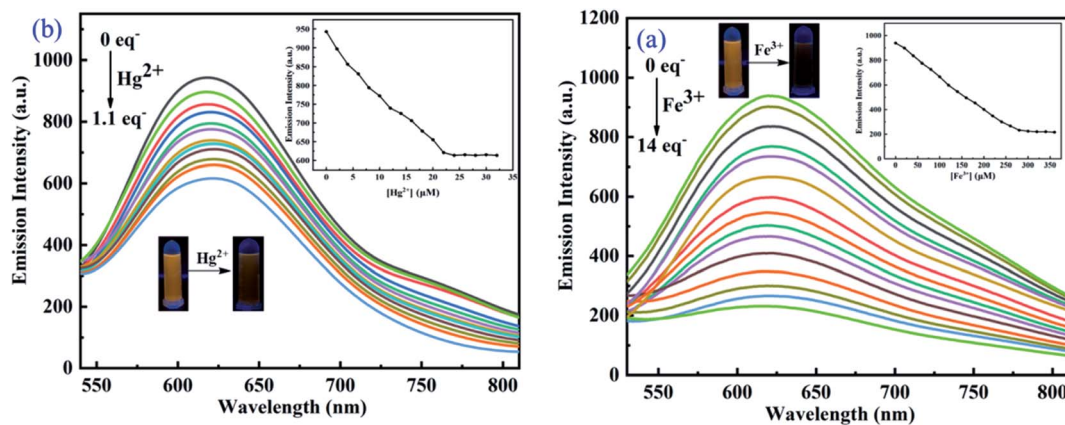 (b)
0 eq-
Hg2+
1.1 eq-
Hg2+
Emission Intensity (a.u.)
1000
800
600
400
200
0
550 600 650 700 750 800
Wavelength (nm)
Emission Intensity (a.u.)
950
900
850
800
750
700
650
600
0 5 10 15 20 25 30 35
[Hg2+] (μM)
(a)
0 eq-
Fe3+
14 eq-
Fe3+
Emission Intensity (a.u.)
1200
1000
800
600
400
200
0
550 600 650 700 750 800
Wavelength (nm)
Emission Intensity (a.u.)
1000
800
600
400
200
0
0 50 100 150 200 250 300 350
[Fe3+] (μM)